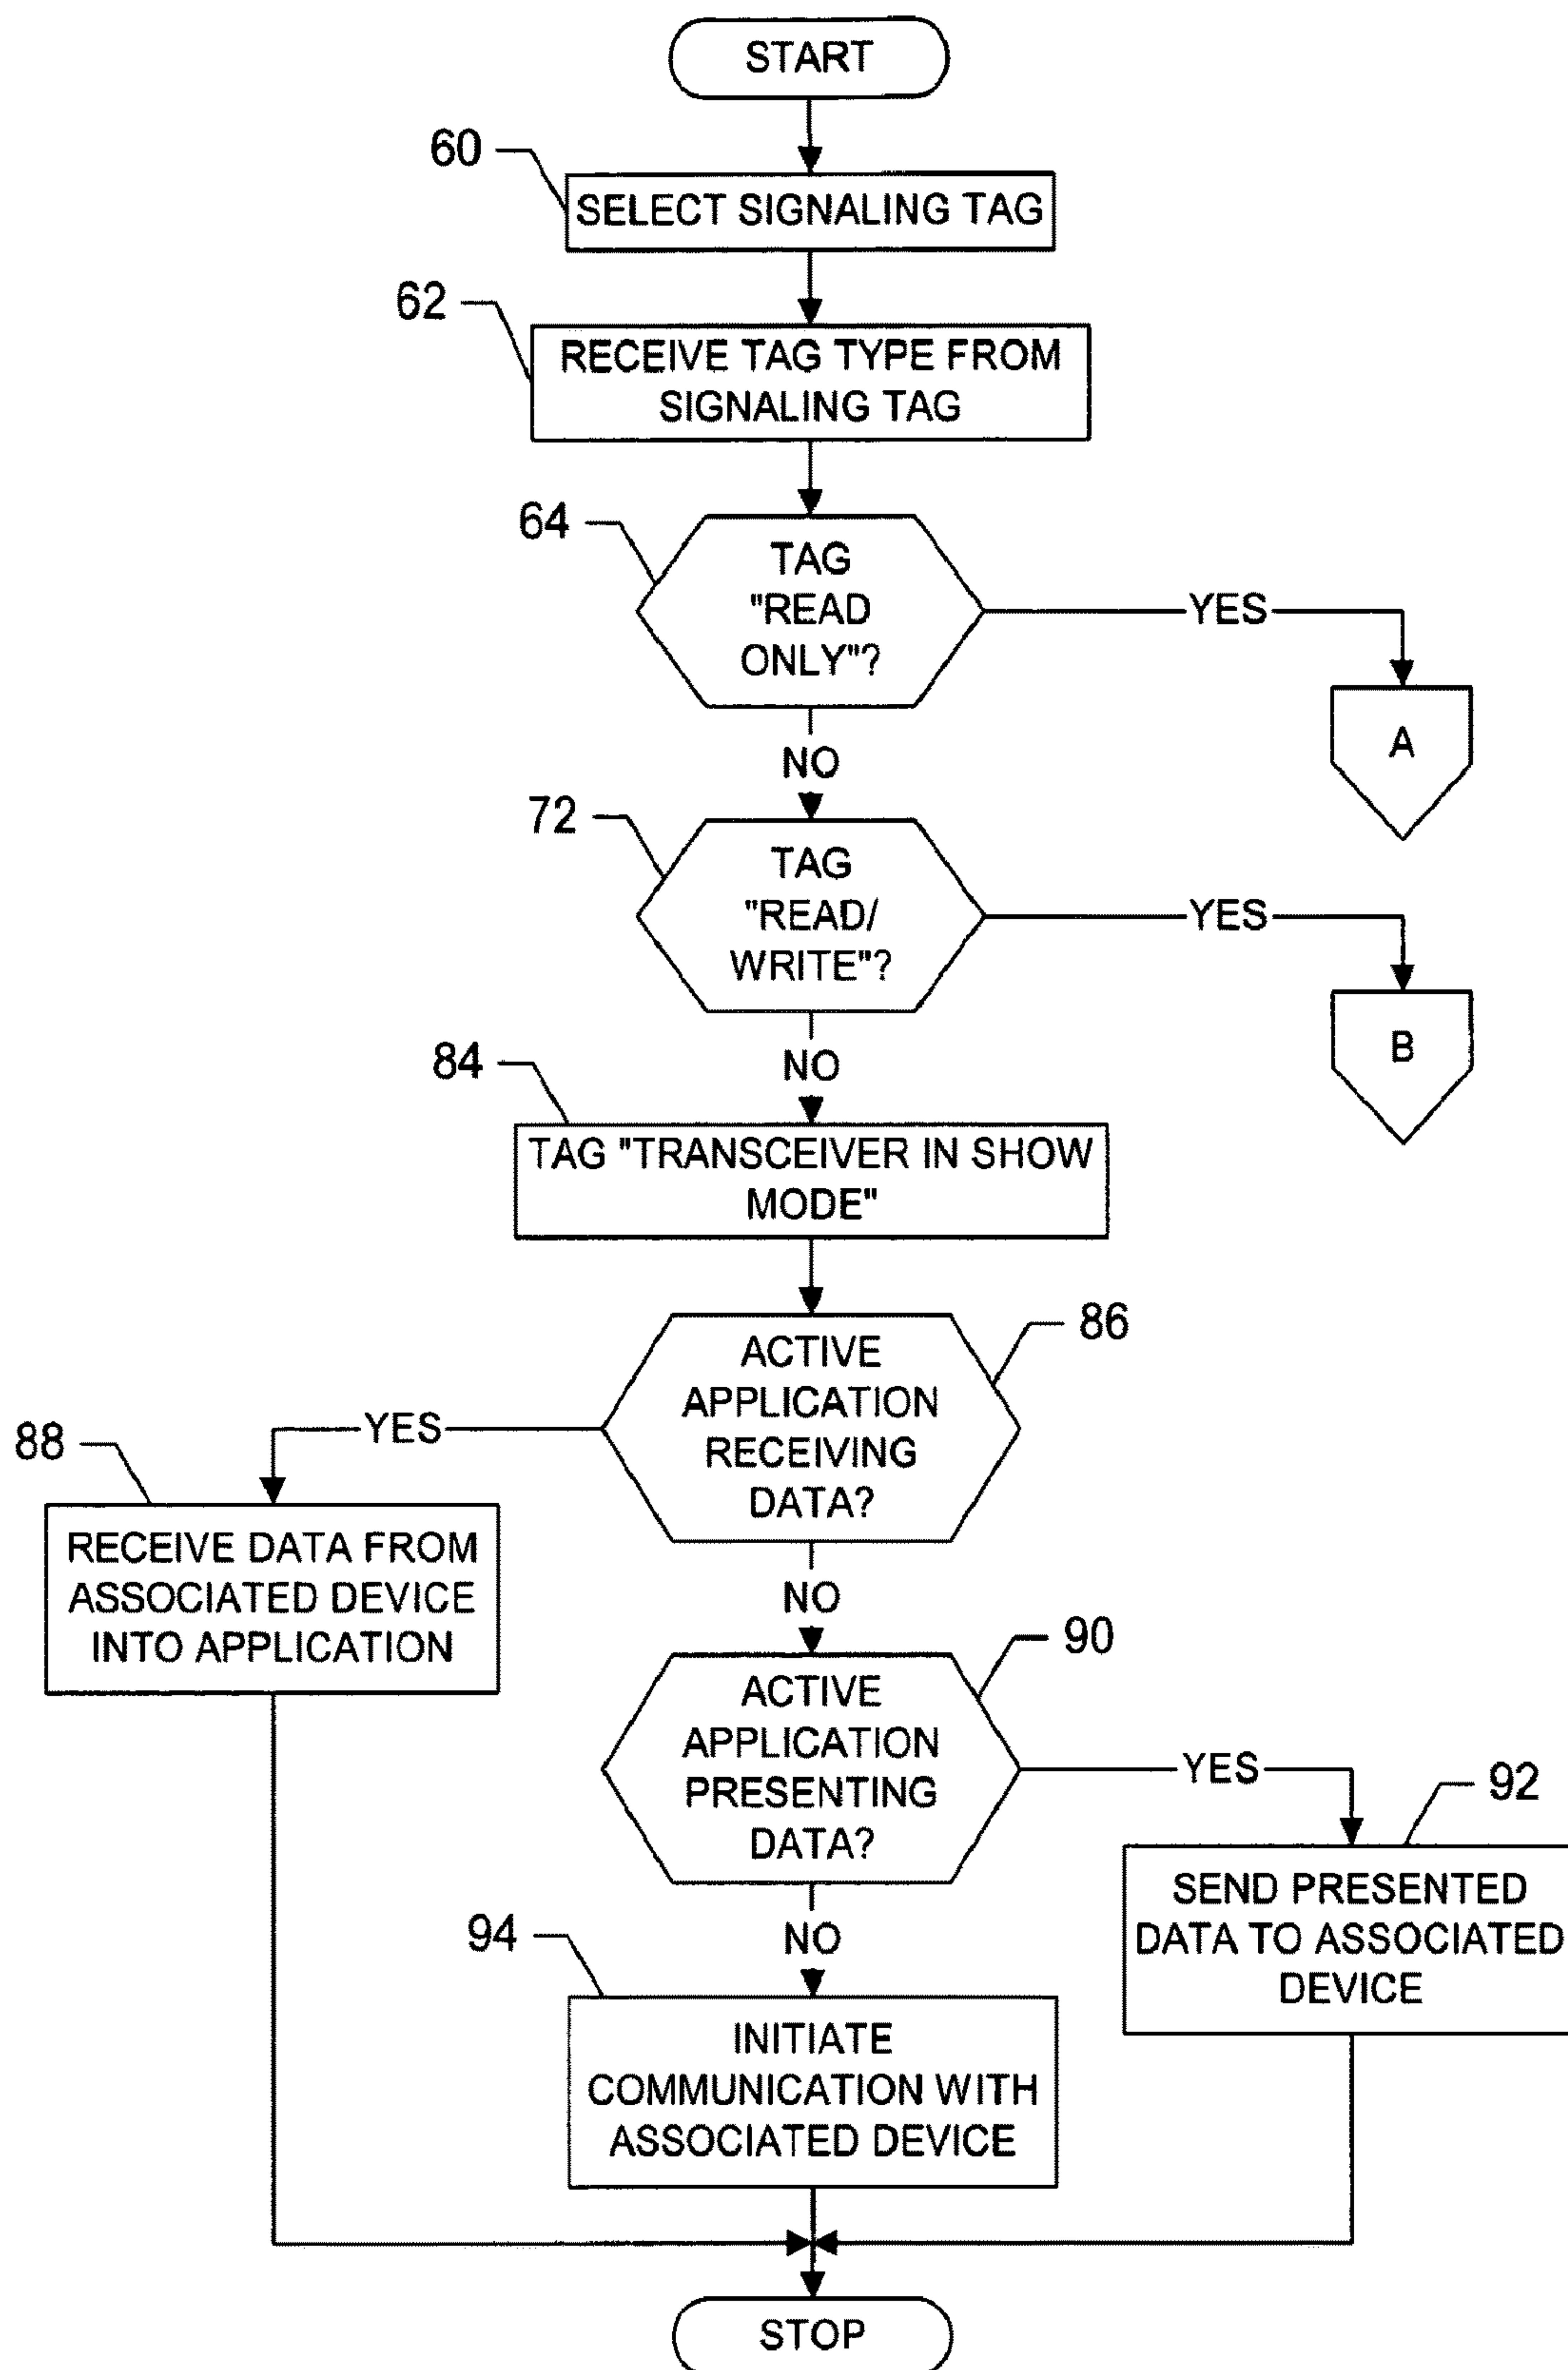 START
60
SELECT SIGNALING TAG
62
RECEIVE TAG TYPE FROM
SIGNALING TAG
64
TAG
"READ
ONLY"?
YES
A
NO
72
TAG
"READ/
WRITE"?
YES
B
NO
84
TAG "TRANSCEIVER IN SHOW
MODE"
86
ACTIVE
APPLICATION
RECEIVING
DATA?
YES
88
RECEIVE DATA FROM
ASSOCIATED DEVICE
INTO APPLICATION
NO
90
ACTIVE
APPLICATION
PRESENTING
DATA?
YES
92
SEND PRESENTED
DATA TO ASSOCIATED
DEVICE
NO
94
INITIATE
COMMUNICATION WITH
ASSOCIATED DEVICE
STOP